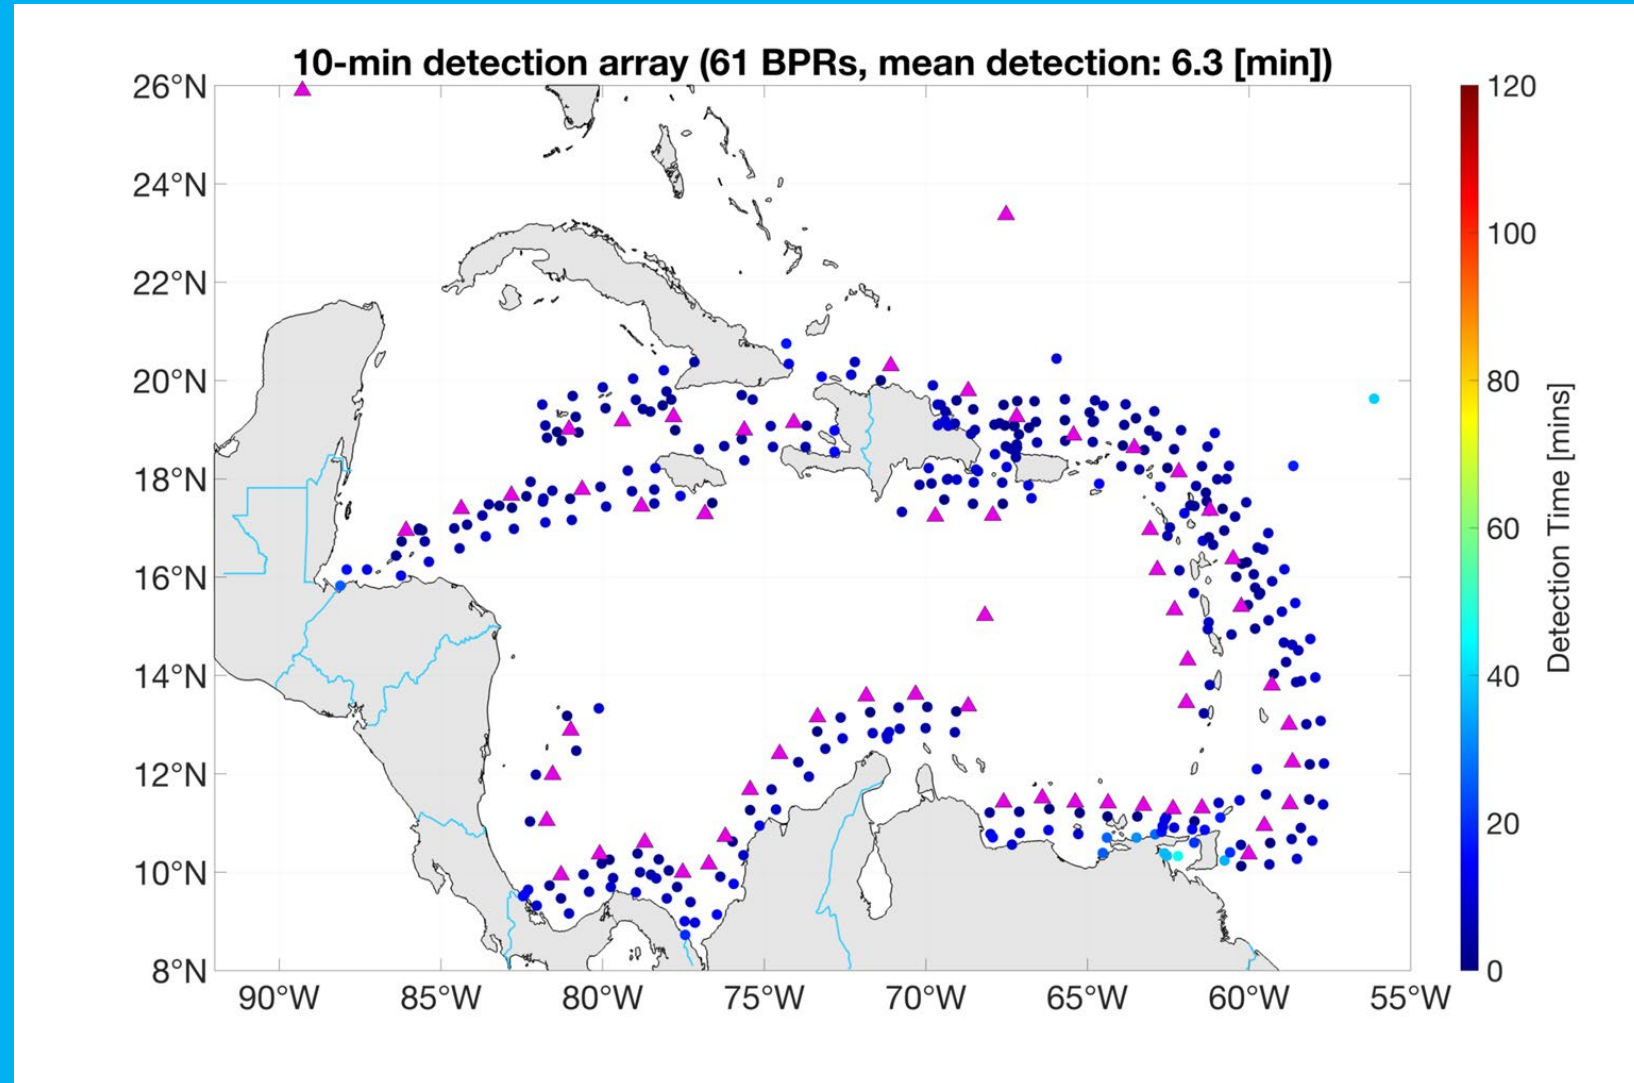 10-min detection array (61 BPRs, mean detection: 6.3 [min])
26°N
24°N
22°N
20°N
18°N
16°N
14°N
12°N
10°N
8°N
90°W
85°W
80°W
75°W
70°W
65°W
60°W
55°W
120
100
80
60
40
20
0
Detection Time [mins]